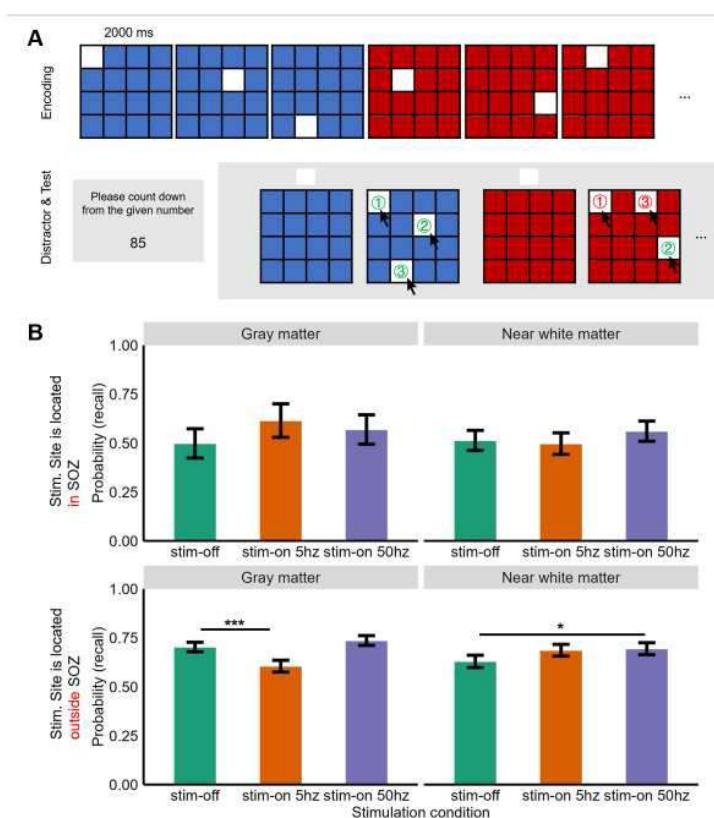 A
2000 ms
Encoding
...
Distractor & Test
Please count down
from the given number
85
① ② ③
① ③ ②
...
B
Gray matter
Near white matter
Stim. Site is located
in SOZ
Probability (recall)
1.00
0.75
0.50
0.25
0.00
stim-off stim-on 5hz stim-on 50hz
stim-off stim-on 5hz stim-on 50hz
Gray matter
Near white matter
Stim. Site is located
outside SOZ
Probability (recall)
1.00
0.75
0.50
0.25
0.00
***
*
stim-off stim-on 5hz stim-on 50hz
stim-off stim-on 5hz stim-on 50hz
Stimulation condition